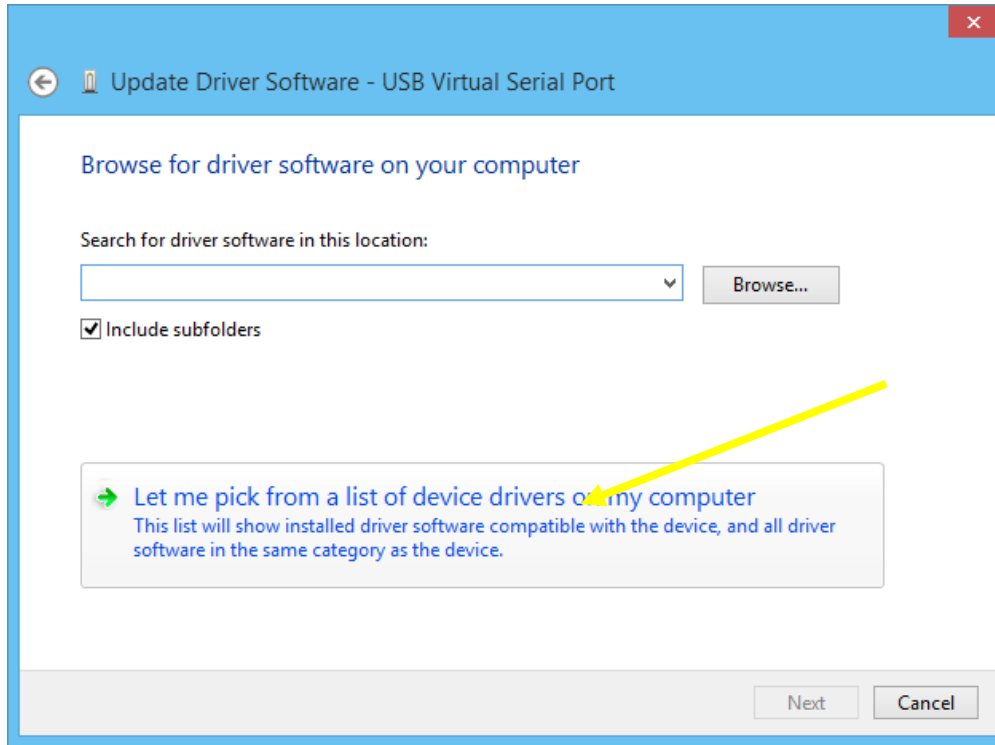 Update Driver Software - USB Virtual Serial Port
Browse for driver software on your computer
Search for driver software in this location:
Browse...
Include subfolders
Let me pick from a list of device drivers on my computer
This list will show installed driver software compatible with the device, and all driver
software in the same category as the device.
Next
Cancel